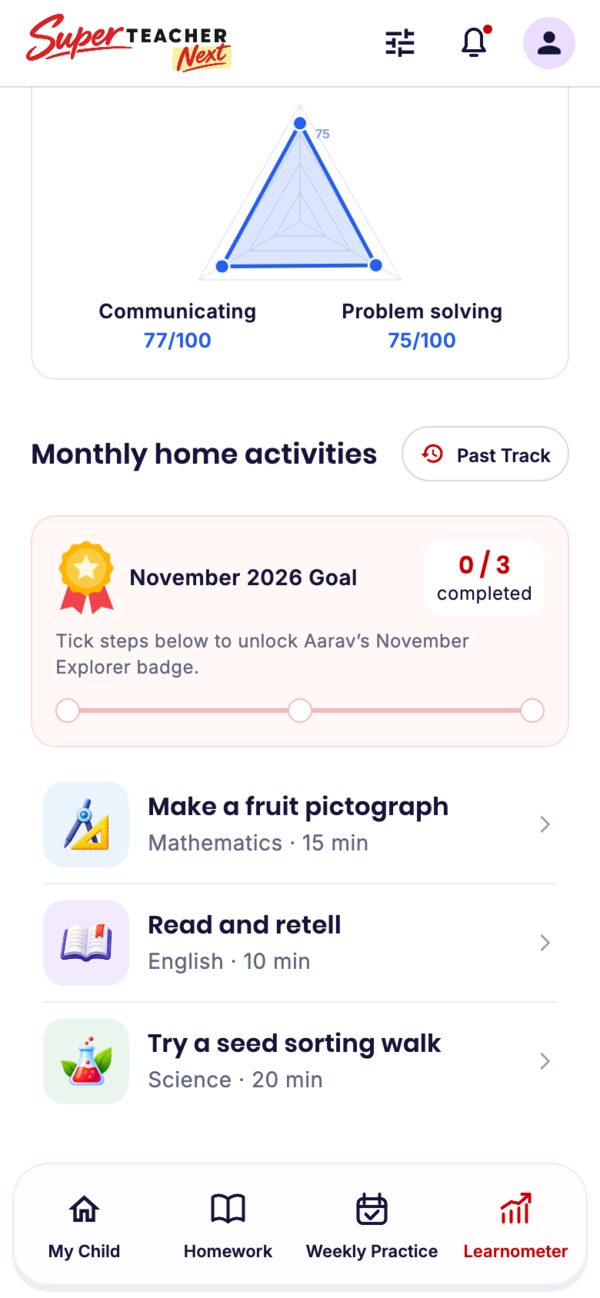 Super TEACHER
Next
75
Communicating
77/100
Problem solving
75/100
Monthly home activities
Past Track
November 2026 Goal
0 / 3
completed
Tick steps below to unlock Aarav’s November
Explorer badge.
Make a fruit pictograph
Mathematics · 15 min
Read and retell
English · 10 min
Try a seed sorting walk
Science · 20 min
My Child
Homework
Weekly Practice
Learnometer